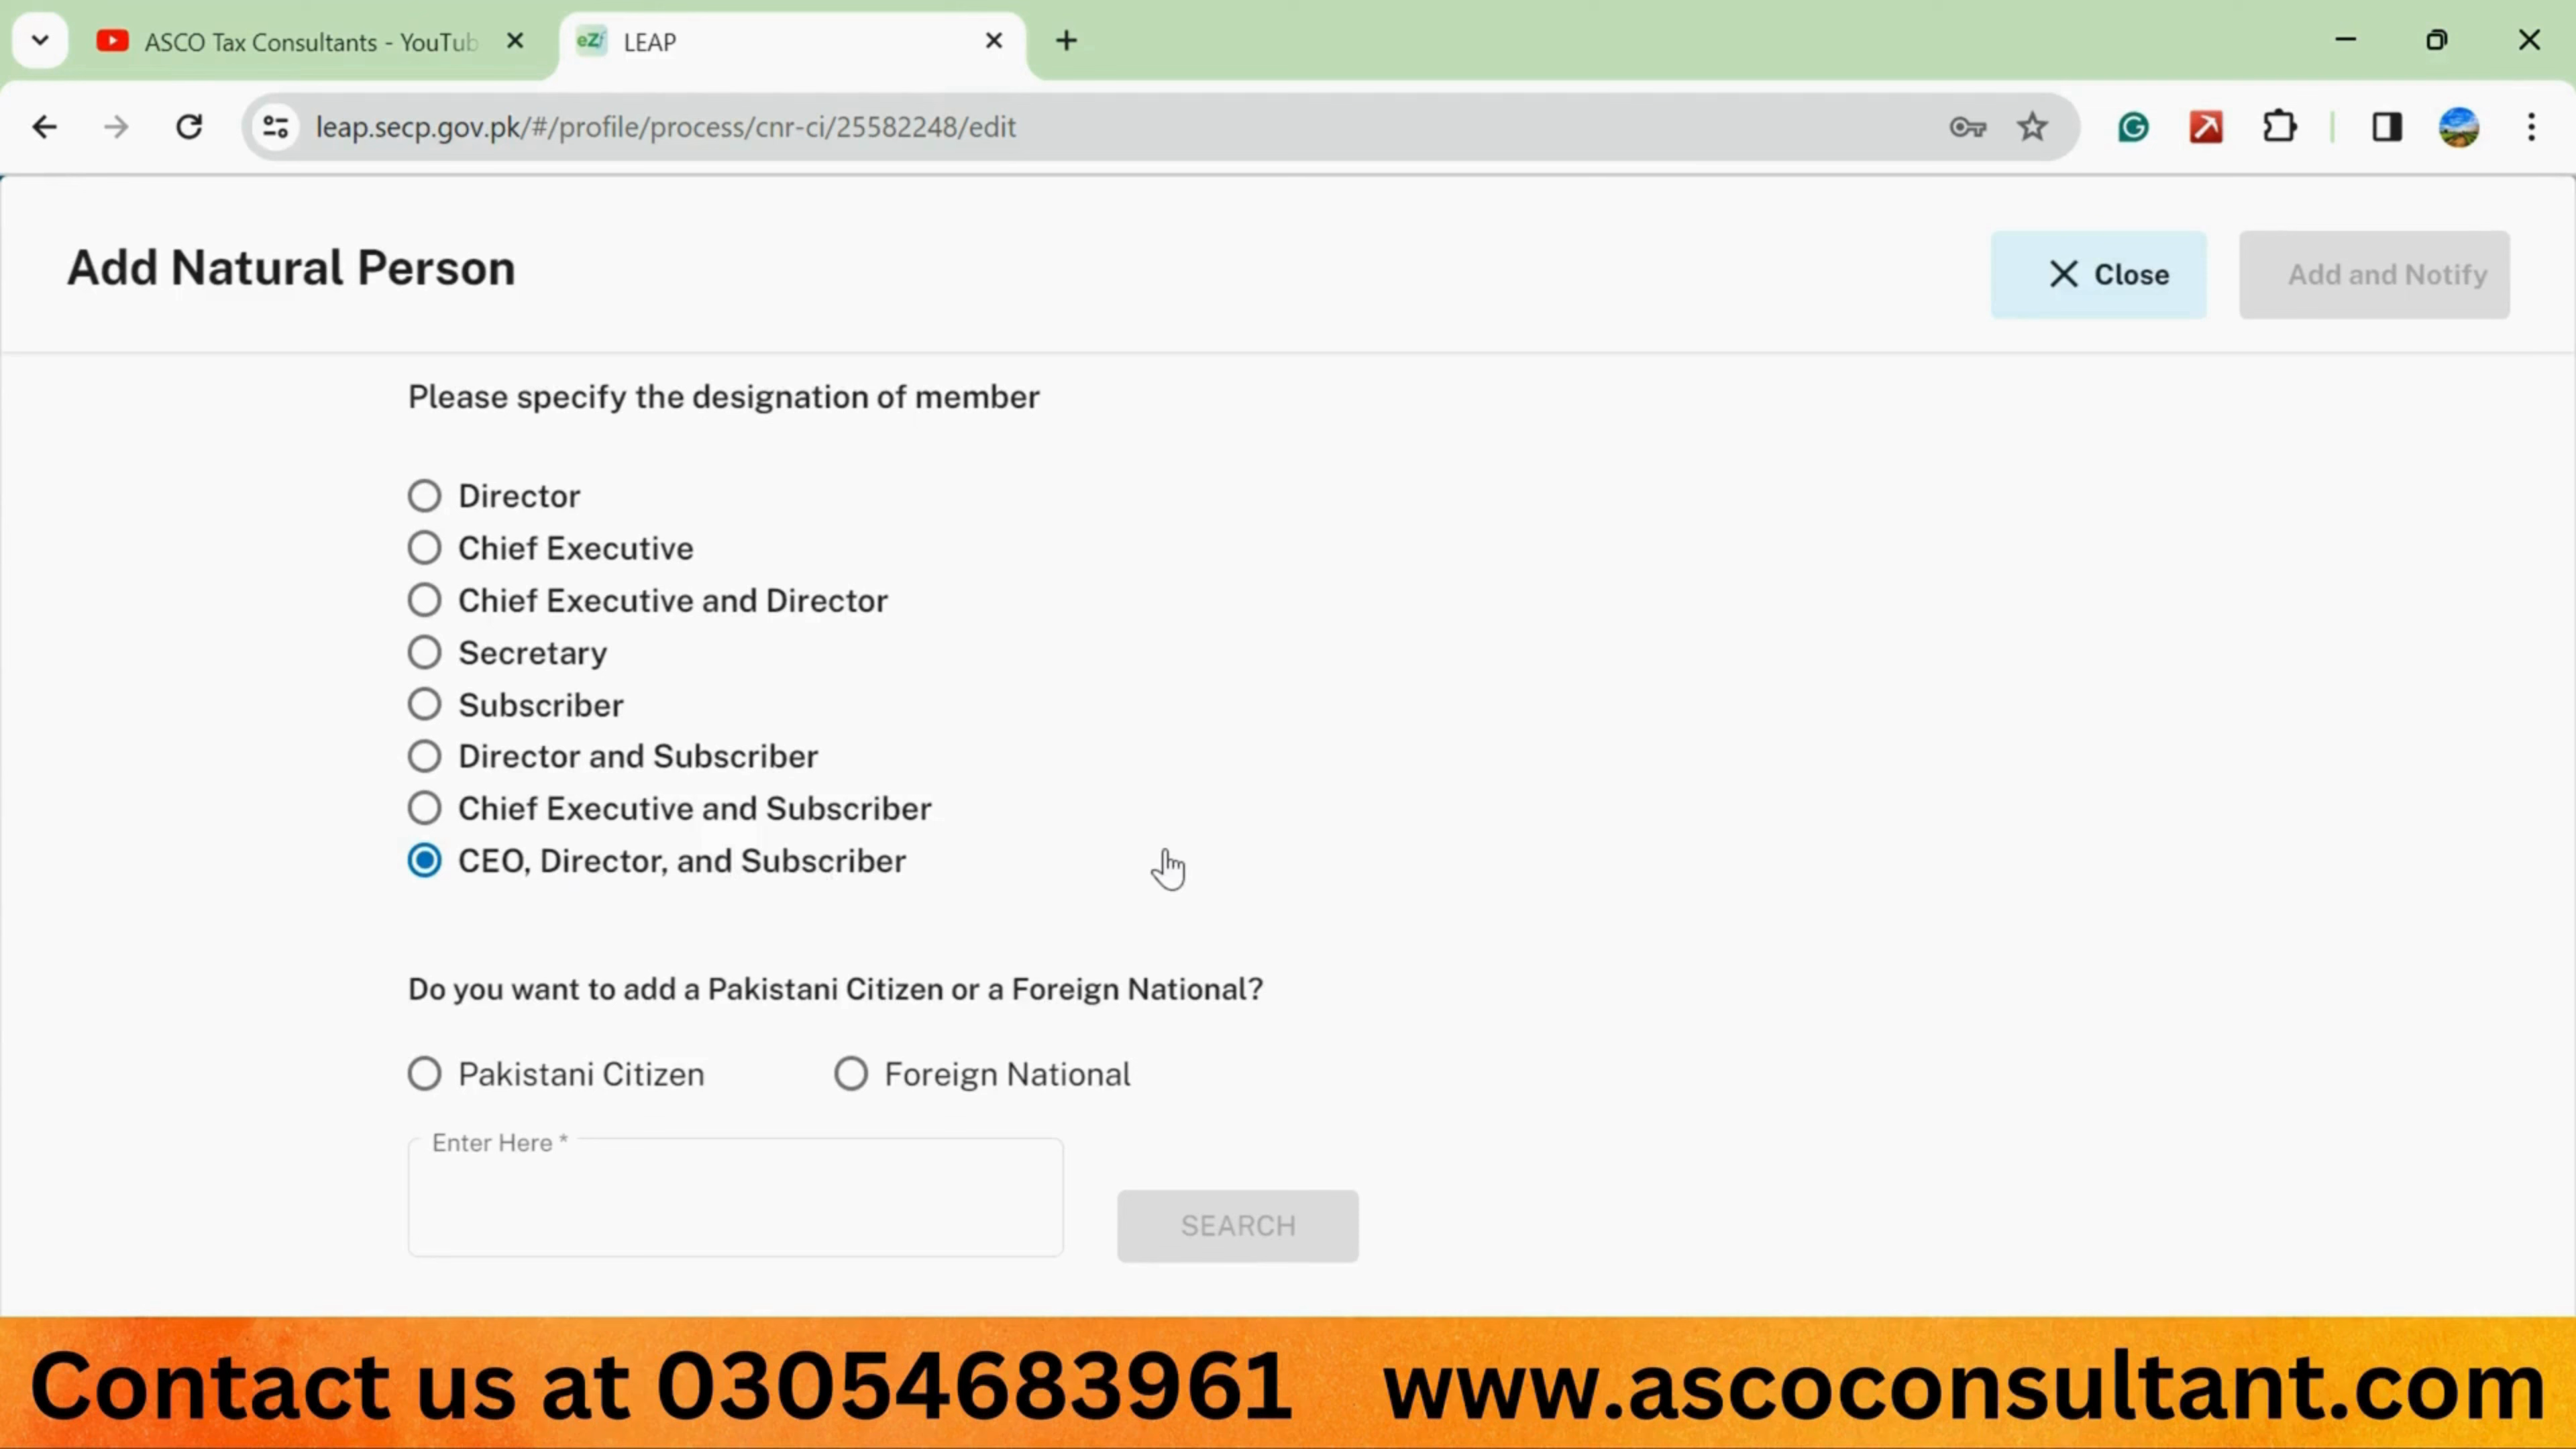 ASCO Tax Consultants - YouTub
LEAP
leap.secp.gov.pk/#/profile/process/cnr-ci/25582248/edit
Add Natural Person
Close
Add and Notify
Please specify the designation of member
Director
Chief Executive
Chief Executive and Director
Secretary
Subscriber
Director and Subscriber
Chief Executive and Subscriber
CEO, Director, and Subscriber
Do you want to add a Pakistani Citizen or a Foreign National?
Pakistani Citizen Foreign National
Enter Here *
SEARCH
Contact us at 03054683961 www.ascoconsultant.com